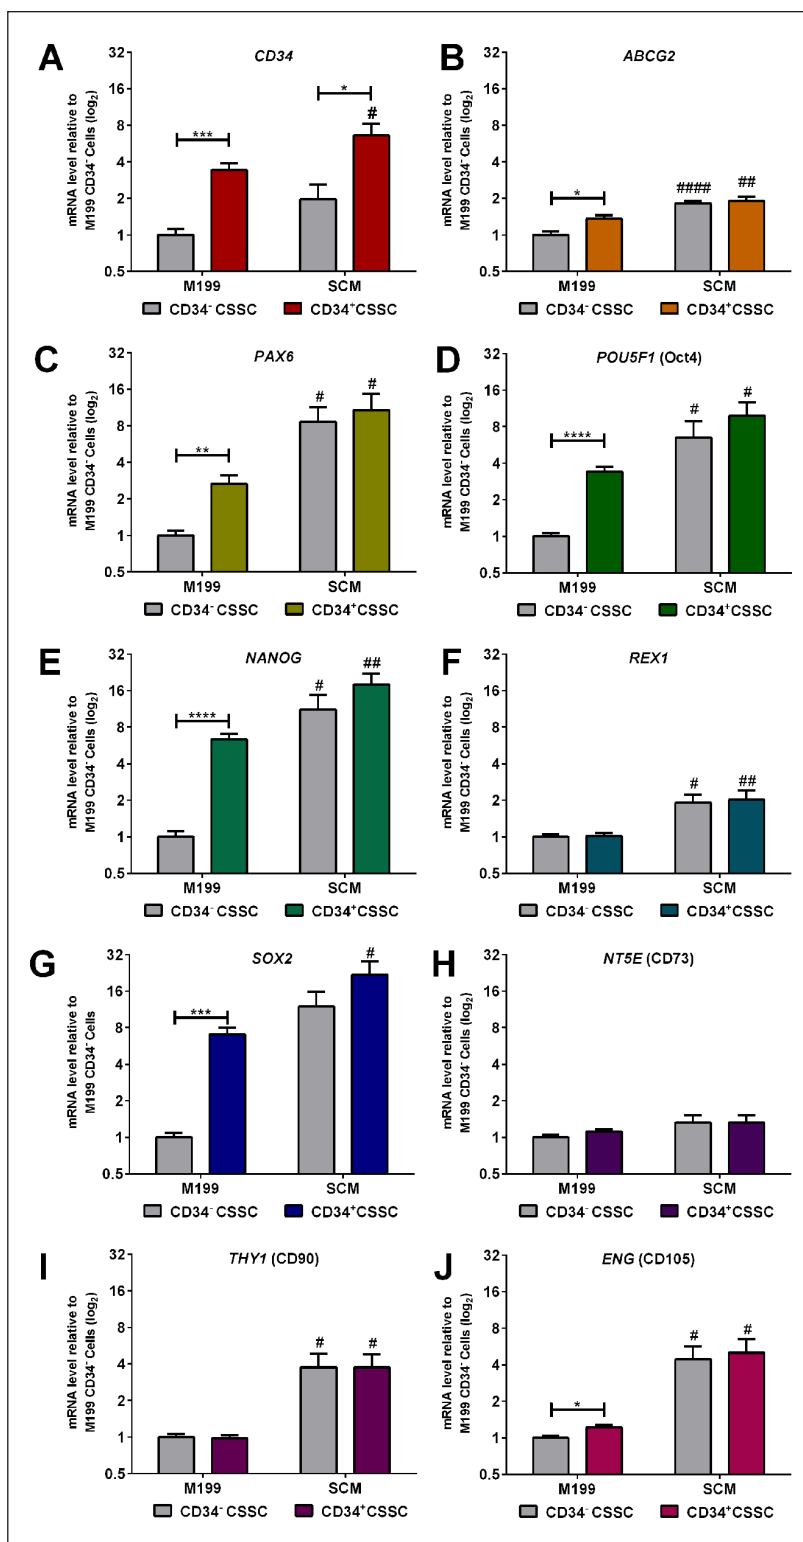 A
CD34
mRNA level relative to
M199 CD34⁻ Cells (log₂)
32
16
8
4
2
1
0.5
***
*
#
M199
SCM
CD34⁻ CSSC
CD34⁺CSSC
B
ABCG2
mRNA level relative to
M199 CD34⁻ Cells (log₂)
32
16
8
4
2
1
0.5
*
####
##
M199
SCM
CD34⁻ CSSC
CD34⁺CSSC
C
PAX6
mRNA level relative to
M199 CD34⁻ Cells (log₂)
32
16
8
4
2
1
0.5
**
#
#
M199
SCM
CD34⁻ CSSC
CD34⁺CSSC
D
POU5F1 (Oct4)
mRNA level relative to
M199 CD34⁻ Cells (log₂)
32
16
8
4
2
1
0.5
****
#
#
M199
SCM
CD34⁻ CSSC
CD34⁺CSSC
E
NANOG
mRNA level relative to
M199 CD34⁻ Cells (log₂)
32
16
8
4
2
1
0.5
****
#
##
M199
SCM
CD34⁻ CSSC
CD34⁺CSSC
F
REX1
mRNA level relative to
M199 CD34⁻ Cells (log₂)
32
16
8
4
2
1
0.5
#
##
M199
SCM
CD34⁻ CSSC
CD34⁺CSSC
G
SOX2
mRNA level relative to
M199 CD34⁻ Cells
32
16
8
4
2
1
0.5
***
#
M199
SCM
CD34⁻ CSSC
CD34⁺CSSC
H
NT5E (CD73)
mRNA level relative to
M199 CD34⁻ Cells (log₂)
32
16
8
4
2
1
0.5
M199
SCM
CD34⁻ CSSC
CD34⁺CSSC
I
THY1 (CD90)
mRNA level relative to
M199 CD34⁻ Cells (log₂)
32
16
8
4
2
1
0.5
#
#
M199
SCM
CD34⁻ CSSC
CD34⁺CSSC
J
ENG (CD105)
mRNA level relative to
M199 CD34⁻ Cells (log₂)
32
16
8
4
2
1
0.5
*
#
#
M199
SCM
CD34⁻ CSSC
CD34⁺CSSC